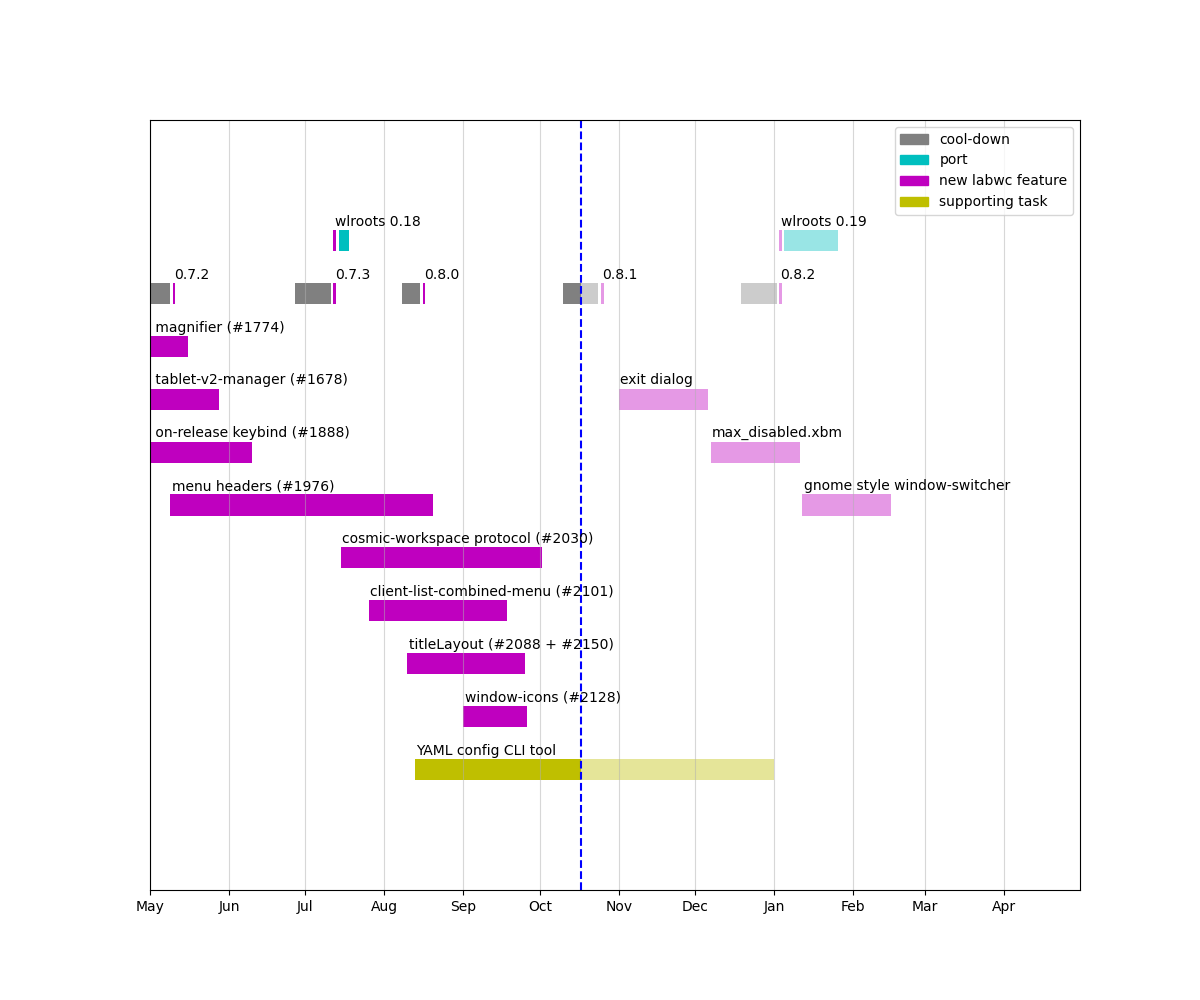 cool-down
port
new labwc feature
supporting task
wlroots 0.18
wlroots 0.19
0.7.2
0.7.3
0.8.0
0.8.1
0.8.2
magnifier (#1774)
tablet-v2-manager (#1678)
exit dialog
on-release keybind (#1888)
max_disabled.xbm
menu headers (#1976)
gnome style window-switcher
cosmic-workspace protocol (#2030)
client-list-combined-menu (#2101)
titleLayout (#2088 + #2150)
window-icons (#2128)
YAML config CLI tool
May
Jun
Jul
Aug
Sep
Oct
Nov
Dec
Jan
Feb
Mar
Apr